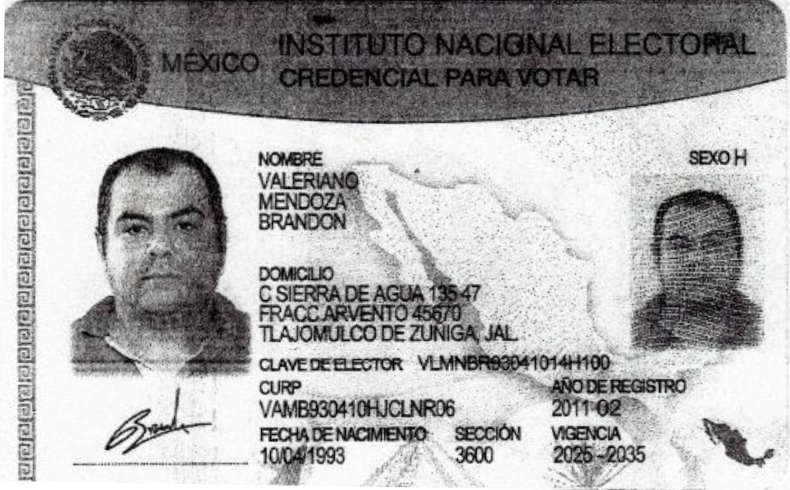 MÉXICO INSTITUTO NACIONAL ELECTORAL
CREDENCIAL PARA VOTAR
NOMBRE
VALERIANO
MENDOZA
BRANDON
SEXO H
DOMICILIO
C SIERRA DE AGUA 135-47
FRACC ARVENTO 45670
TLAJOMULCO DE ZUÑIGA, JAL.
CLAVE DE ELECTOR VLMNBR93041014H100
CURP
VAMB930410HJCLNR06
AÑO DE REGISTRO
2011 02
FECHA DE NACIMIENTO
10/04/1993
SECCIÓN
3600
VIGENCIA
2025 - 2035